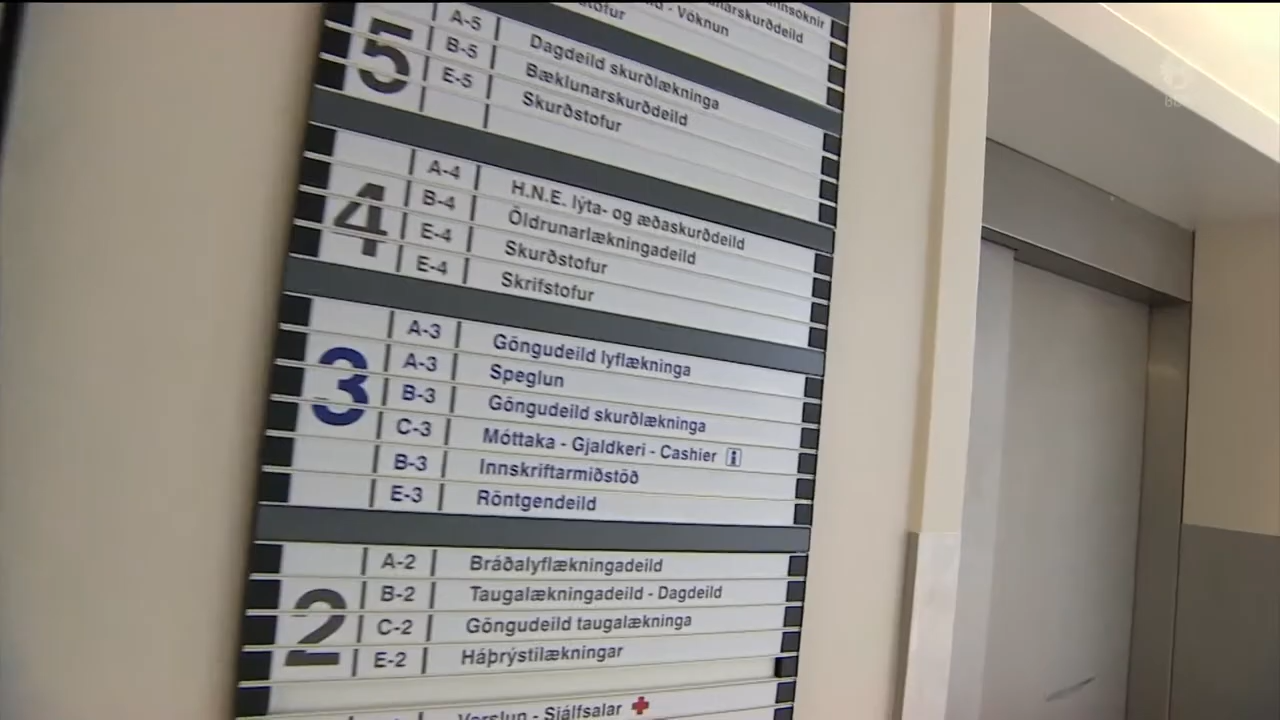 - Vöknun
5
A-5 Dagdeild skurðlækninga
B-5 Bæklunarskurðdeild
E-5 Skurðstofur
4
A-4 H.N.E. lýta- og æðaskurðdeild
B-4 Öldrunarlækningadeild
E-4 Skurðstofur
E-4 Skrifstofur
3
A-3 Göngudeild lyflækninga
A-3 Speglun
B-3 Göngudeild skurðlækninga
C-3 Móttaka - Gjaldkeri - Cashier i
B-3 Innskriftarmiðstöð
E-3 Röntgendeild
2
A-2 Bráðalyflækningadeild
B-2 Taugalækningadeild - Dagdeild
C-2 Göngudeild taugalækninga
E-2 Háþrýstilækningar
Verslun - Sjálfsalar